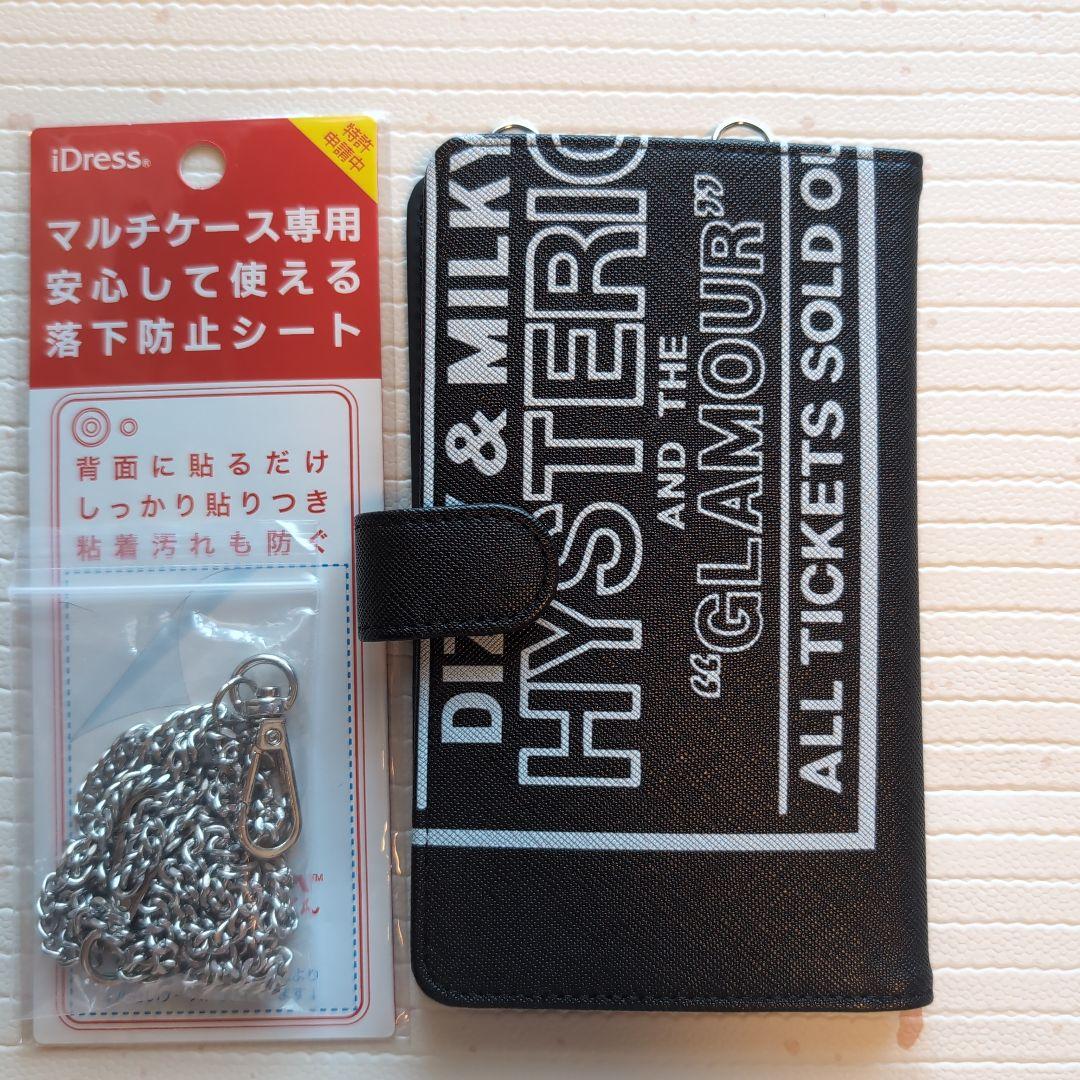 iDress®
特許
申請中
マルチケース専用
安心して使える
落下防止シート
背面に貼るだけ
しっかり貼りつき
粘着汚れも防ぐ
& MILKY
HYSTERIC
AND THE
“GLAMOUR”
ALL TICKETS SOLD OU